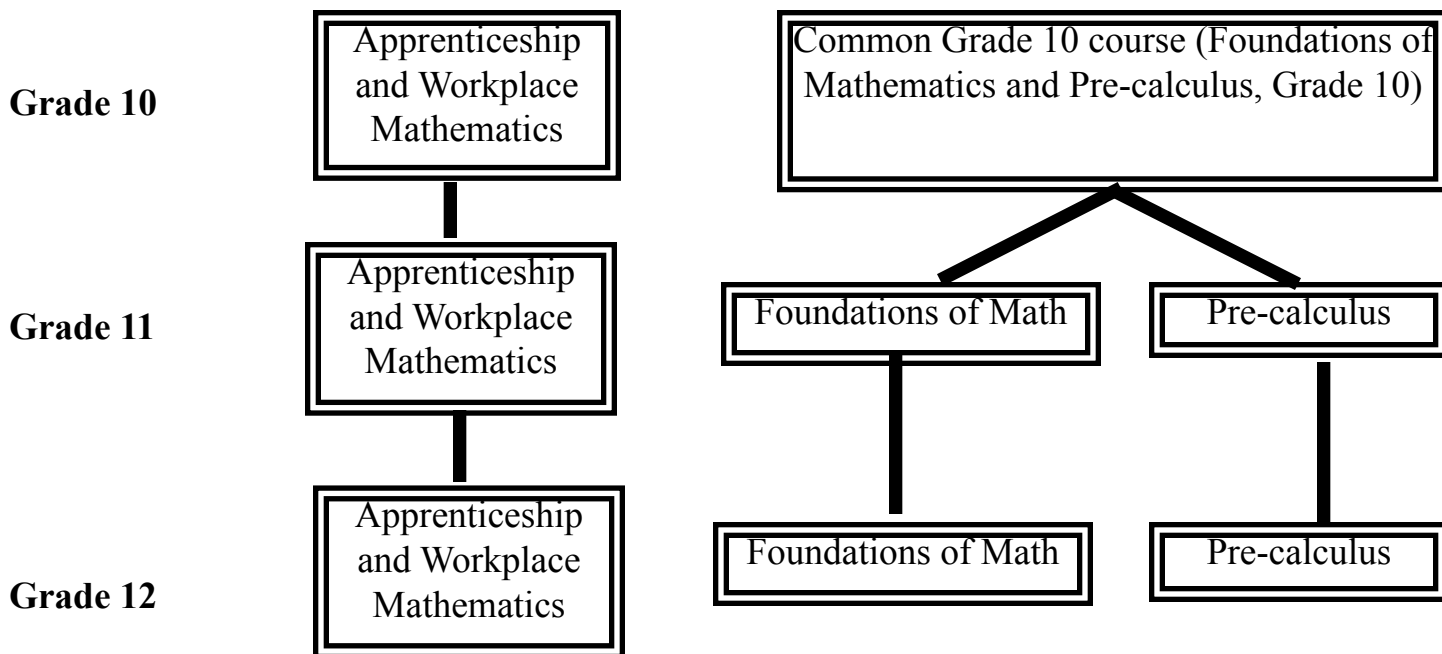 Grade 10
Apprenticeship
and Workplace
Mathematics
Common Grade 10 course (Foundations of
Mathematics and Pre-calculus, Grade 10)
Grade 11
Apprenticeship
and Workplace
Mathematics
Foundations of Math
Pre-calculus
Grade 12
Apprenticeship
and Workplace
Mathematics
Foundations of Math
Pre-calculus